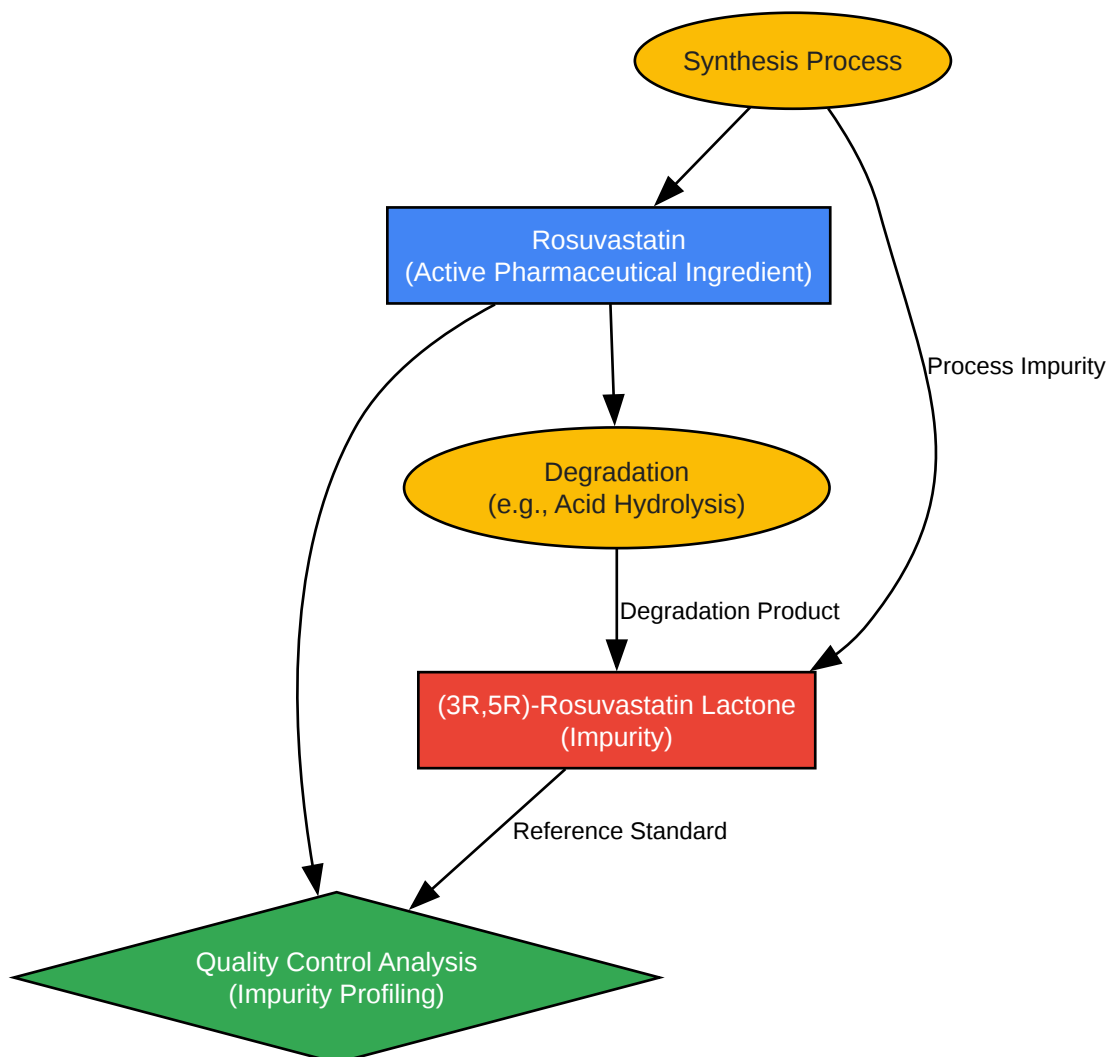 Synthesis Process
Rosuvastatin
(Active Pharmaceutical Ingredient)
Process Impurity
Degradation
(e.g., Acid Hydrolysis)
Degradation Product
(3R,5R)-Rosuvastatin Lactone
(Impurity)
Reference Standard
Quality Control Analysis
(Impurity Profiling)